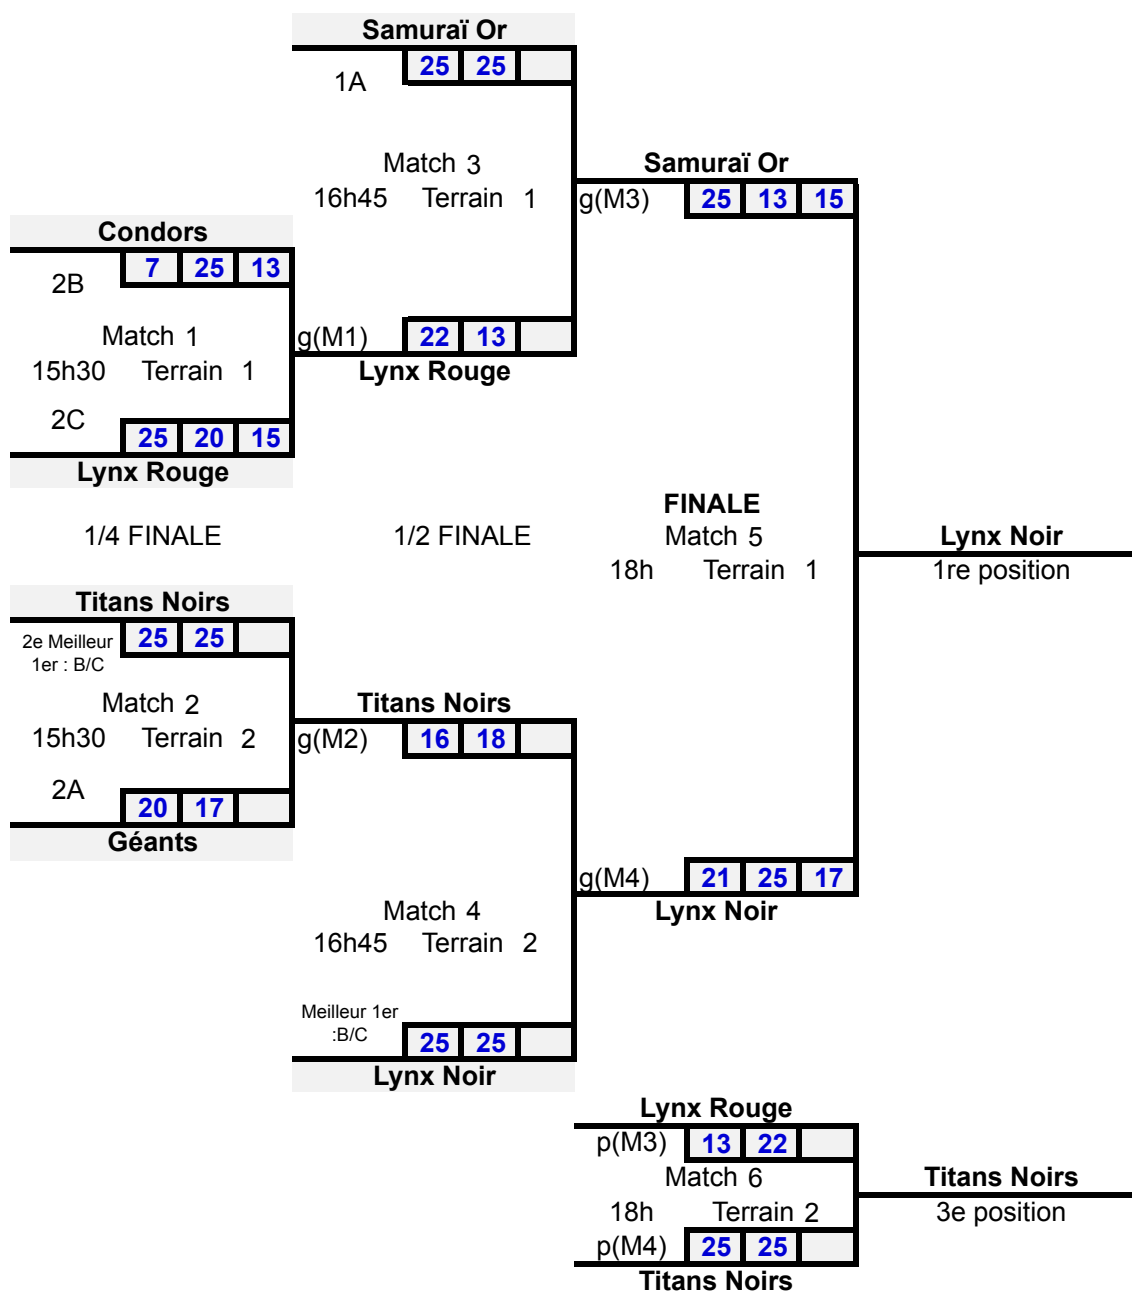 Samuraï Or
25 25
1A
Match 3
16h45 Terrain 1
Samuraï Or
g(M3) 25 13 15
Condors
7 25 13
2B
Match 1
15h30 Terrain 1
g(M1) 22 13
Lynx Rouge
2C
25 20 15
Lynx Rouge
1/4 FINALE
1/2 FINALE
FINALE
Match 5
18h Terrain 1
Lynx Noir
1re position
Titans Noirs
2e Meilleur 25 25
1er : B/C
Match 2
15h30 Terrain 2
Titans Noirs
g(M2) 16 18
2A
20 17
Géants
g(M4) 21 25 17
Lynx Noir
Match 4
16h45 Terrain 2
Meilleur 1er
:B/C
25 25
Lynx Noir
Lynx Rouge
p(M3) 13 22
Match 6
18h Terrain 2
p(M4) 25 25
Titans Noirs
Titans Noirs
3e position